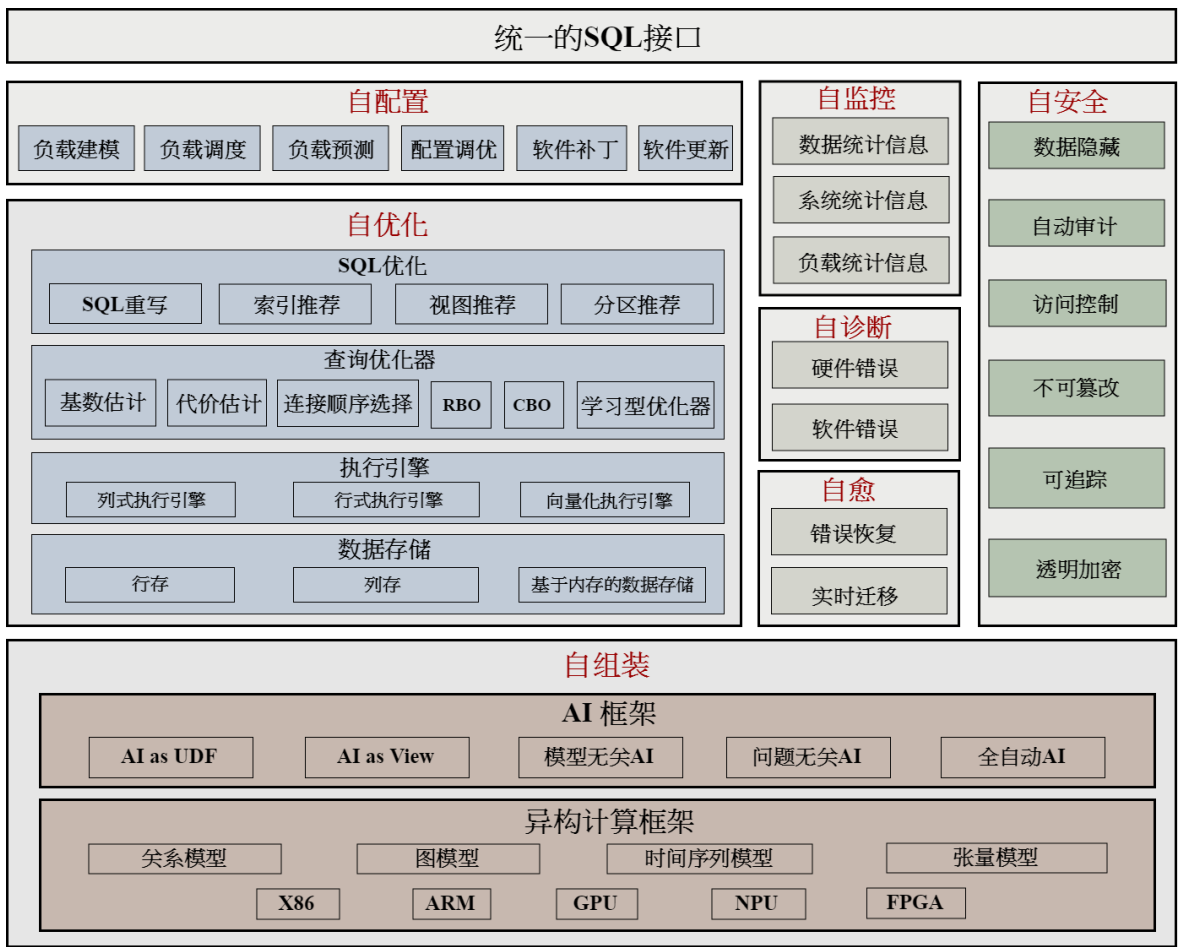 统一的SQL接口
自配置
负载建模 负载调度 负载预测 配置调优 软件补丁 软件更新
自优化
SQL优化
SQL重写 索引推荐 视图推荐 分区推荐
查询优化器
基数估计 代价估计 连接顺序选择 RBO CBO 学习型优化器
执行引擎
列式执行引擎 行式执行引擎 向量化执行引擎
数据存储
行存 列存 基于内存的数据存储
自监控
数据统计信息
系统统计信息
负载统计信息
自诊断
硬件错误
软件错误
自愈
错误恢复
实时迁移
自安全
数据隐藏
自动审计
访问控制
不可篡改
可追踪
透明加密
自组装
AI 框架
AI as UDF AI as View 模型无关AI 问题无关AI 全自动AI
异构计算框架
关系模型 图模型 时间序列模型 张量模型
X86 ARM GPU NPU FPGA